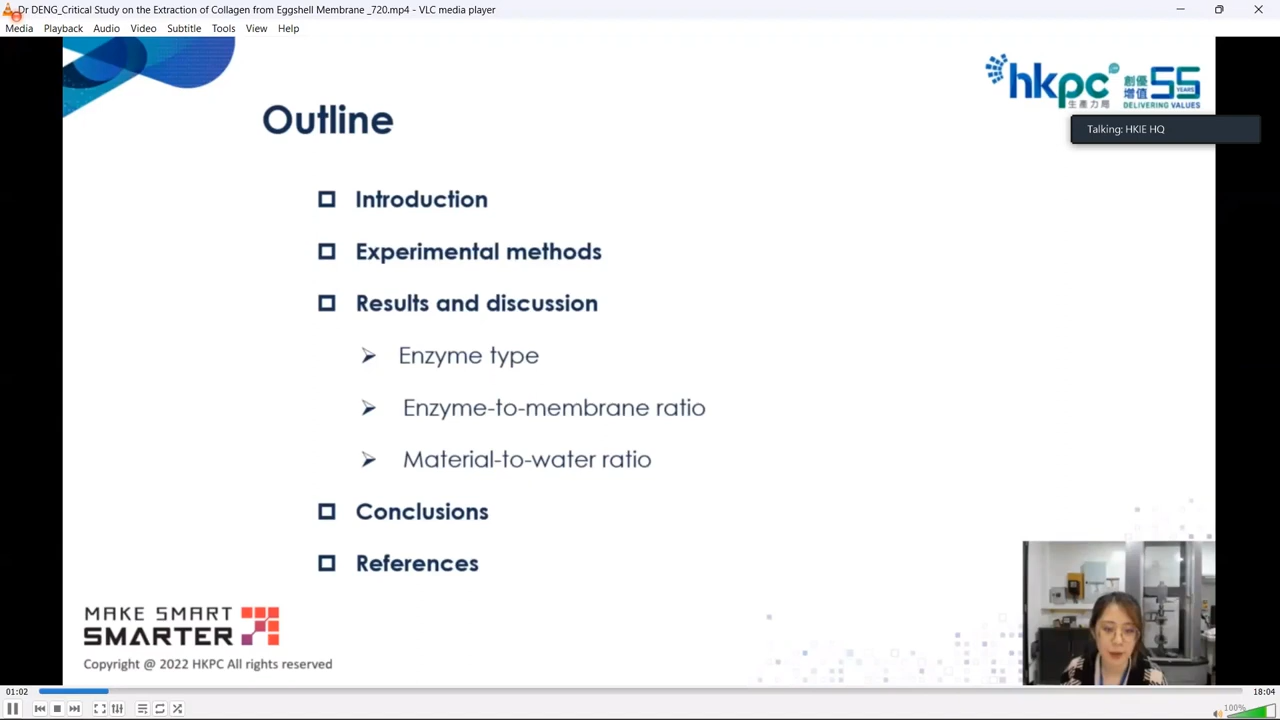 Dr DENG_Critical Study on the Extraction of Collagen from Eggshell Membrane _720.mp4 - VLC media player
Media Playback Audio Video Subtitle Tools View Help
hkpc
生產力局
創優
增值
55
YEARS
DELIVERING VALUES
Outline
Talking: HKIE HQ
Introduction
Experimental methods
Results and discussion
Enzyme type
Enzyme-to-membrane ratio
Material-to-water ratio
Conclusions
References
MAKE SMART
SMARTER
Copyright @ 2022 HKPC All rights reserved
01:02
18:04
100%